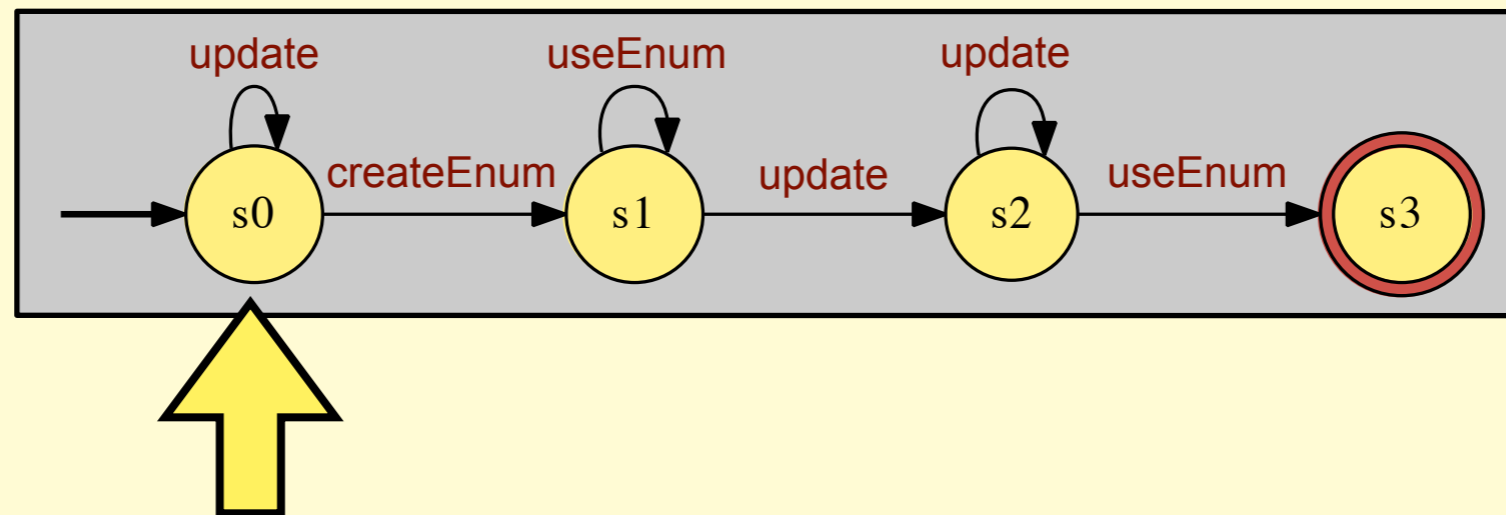 update
useEnum
update
createEnum
update
useEnum
s0
s1
s2
s3